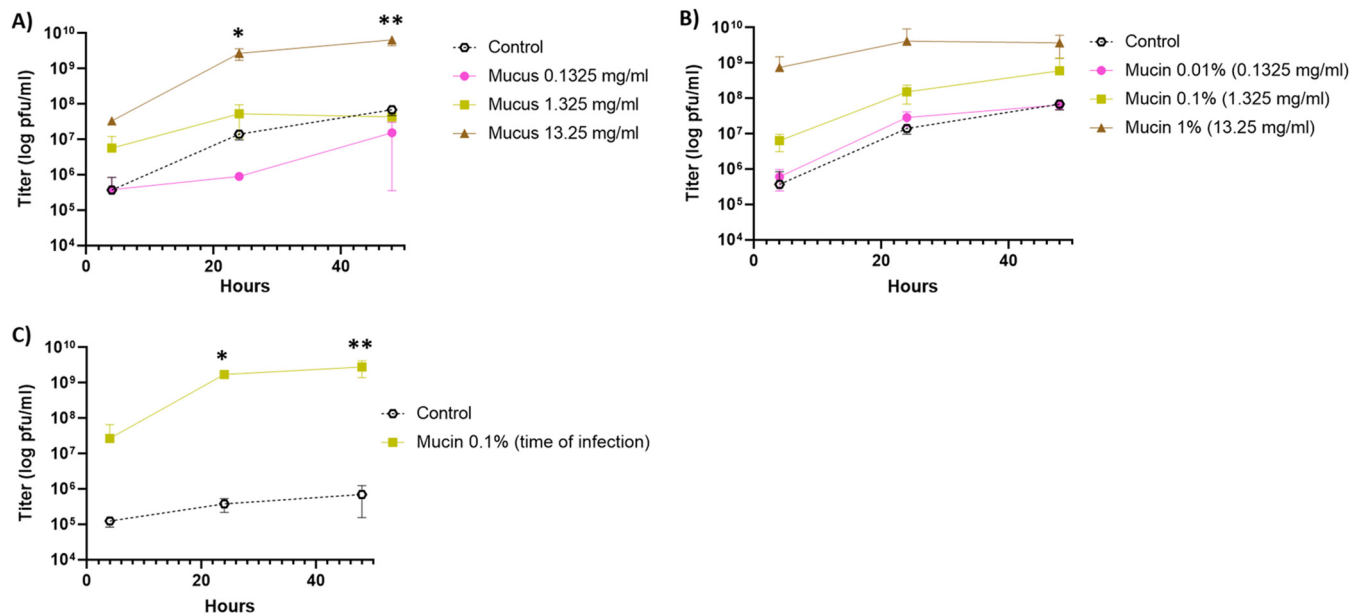 A)
*
**
10¹⁰
10⁹
10⁸
10⁷
10⁶
10⁵
10⁴
Titer (log pfu/ml)
0
20
40
Hours
Control
Mucus 0.1325 mg/ml
Mucus 1.325 mg/ml
Mucus 13.25 mg/ml
B)
10¹⁰
10⁹
10⁸
10⁷
10⁶
10⁵
10⁴
Titer (log pfu/ml)
0
20
40
Hours
Control
Mucin 0.01% (0.1325 mg/ml)
Mucin 0.1% (1.325 mg/ml)
Mucin 1% (13.25 mg/ml)
C)
*
**
10¹⁰
10⁹
10⁸
10⁷
10⁶
10⁵
10⁴
Titer (log pfu/ml)
0
20
40
Hours
Control
Mucin 0.1% (time of infection)